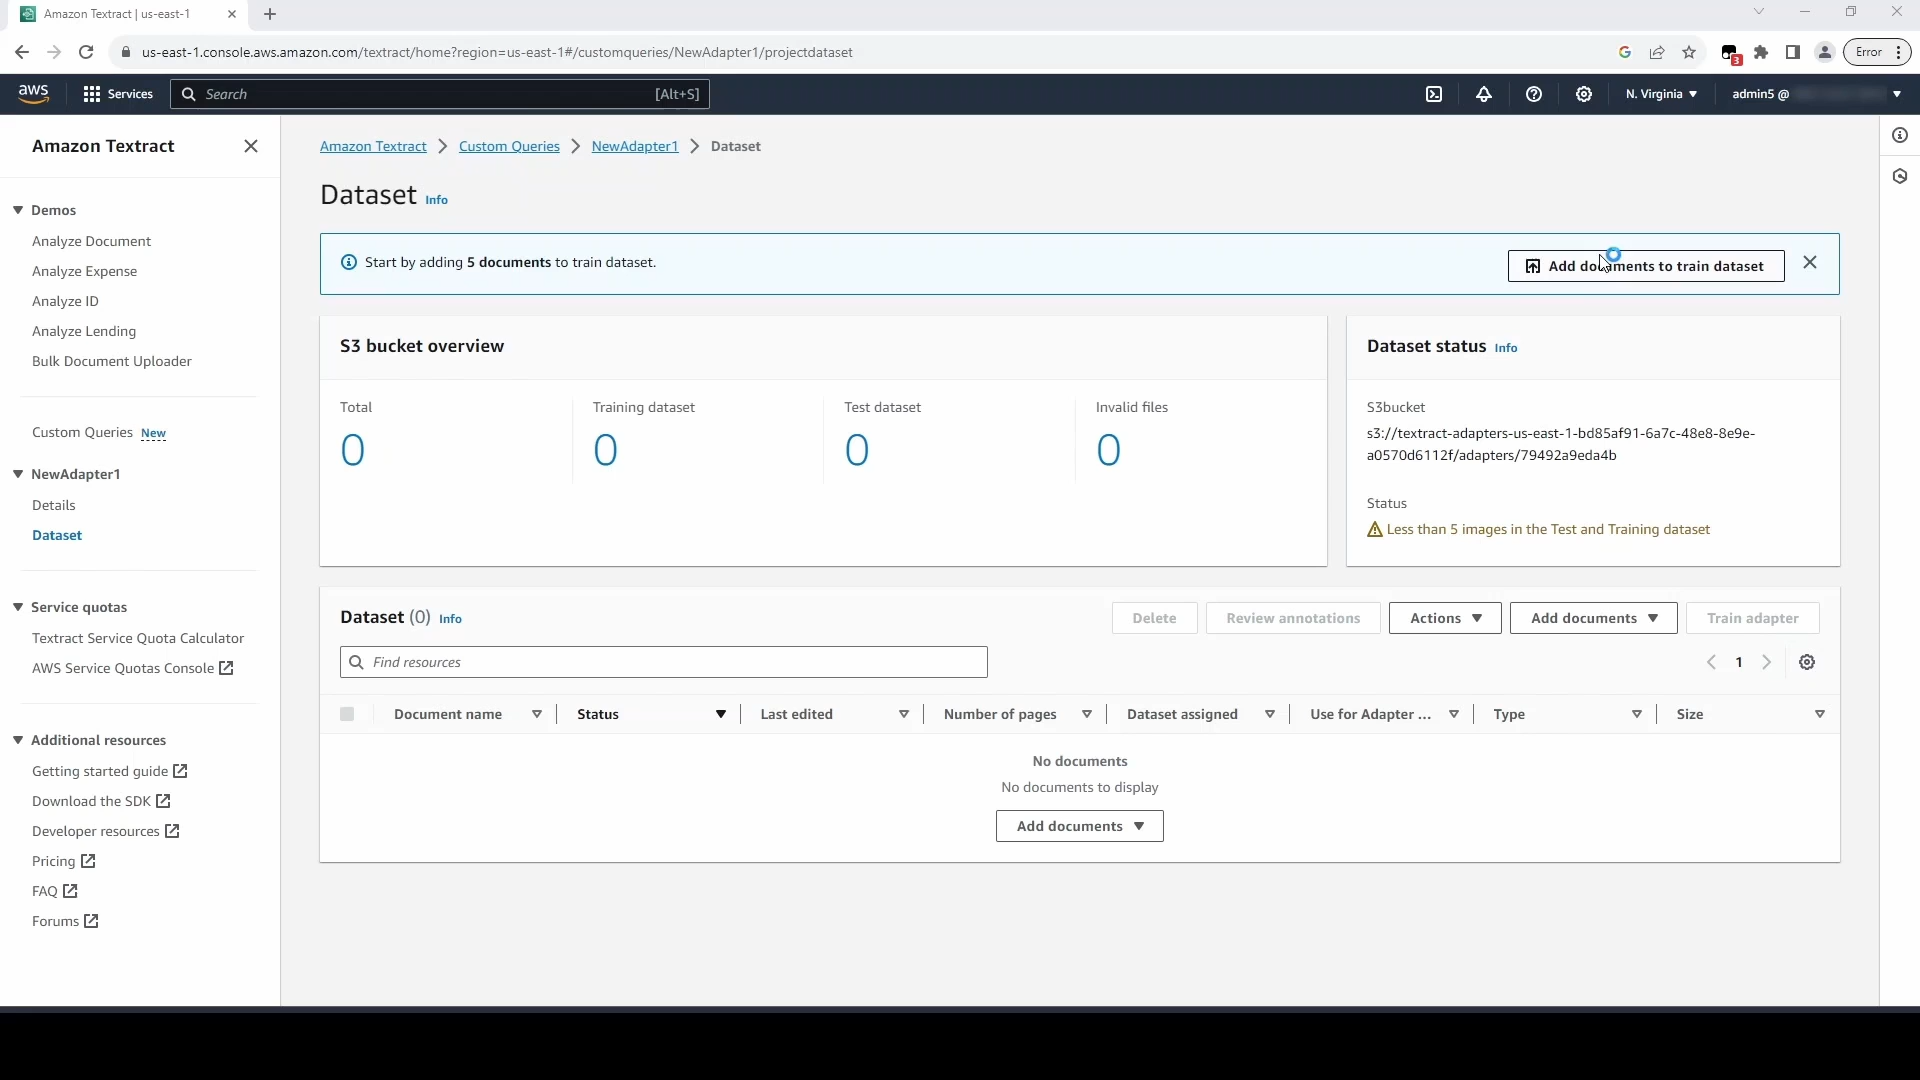 Amazon Textract | us-east-1
us-east-1.console.aws.amazon.com/textract/home?region=us-east-1#/customqueries/NewAdapter1/projectdataset
3
Error
aws
Services
Search
[Alt+S]
N. Virginia
admin5 @
Amazon Textract
Demos
Analyze Document
Analyze Expense
Analyze ID
Analyze Lending
Bulk Document Uploader
Custom Queries New
NewAdapter1
Details
Dataset
Service quotas
Textract Service Quota Calculator
AWS Service Quotas Console
Additional resources
Getting started guide
Download the SDK
Developer resources
Pricing
FAQ
Forums
Amazon Textract > Custom Queries > NewAdapter1 > Dataset
Dataset Info
Start by adding 5 documents to train dataset.
Add documents to train dataset
S3 bucket overview
Total
0
Training dataset
0
Test dataset
0
Invalid files
0
Dataset status Info
S3bucket
s3://textract-adapters-us-east-1-bd85af91-6a7c-48e8-8e9e-
a0570d6112f/adapters/79492a9eda4b
Status
Less than 5 images in the Test and Training dataset
Dataset (0) Info
Delete
Review annotations
Actions
Add documents
Train adapter
Find resources
1
Document name
Status
Last edited
Number of pages
Dataset assigned
Use for Adapter ...
Type
Size
No documents
No documents to display
Add documents